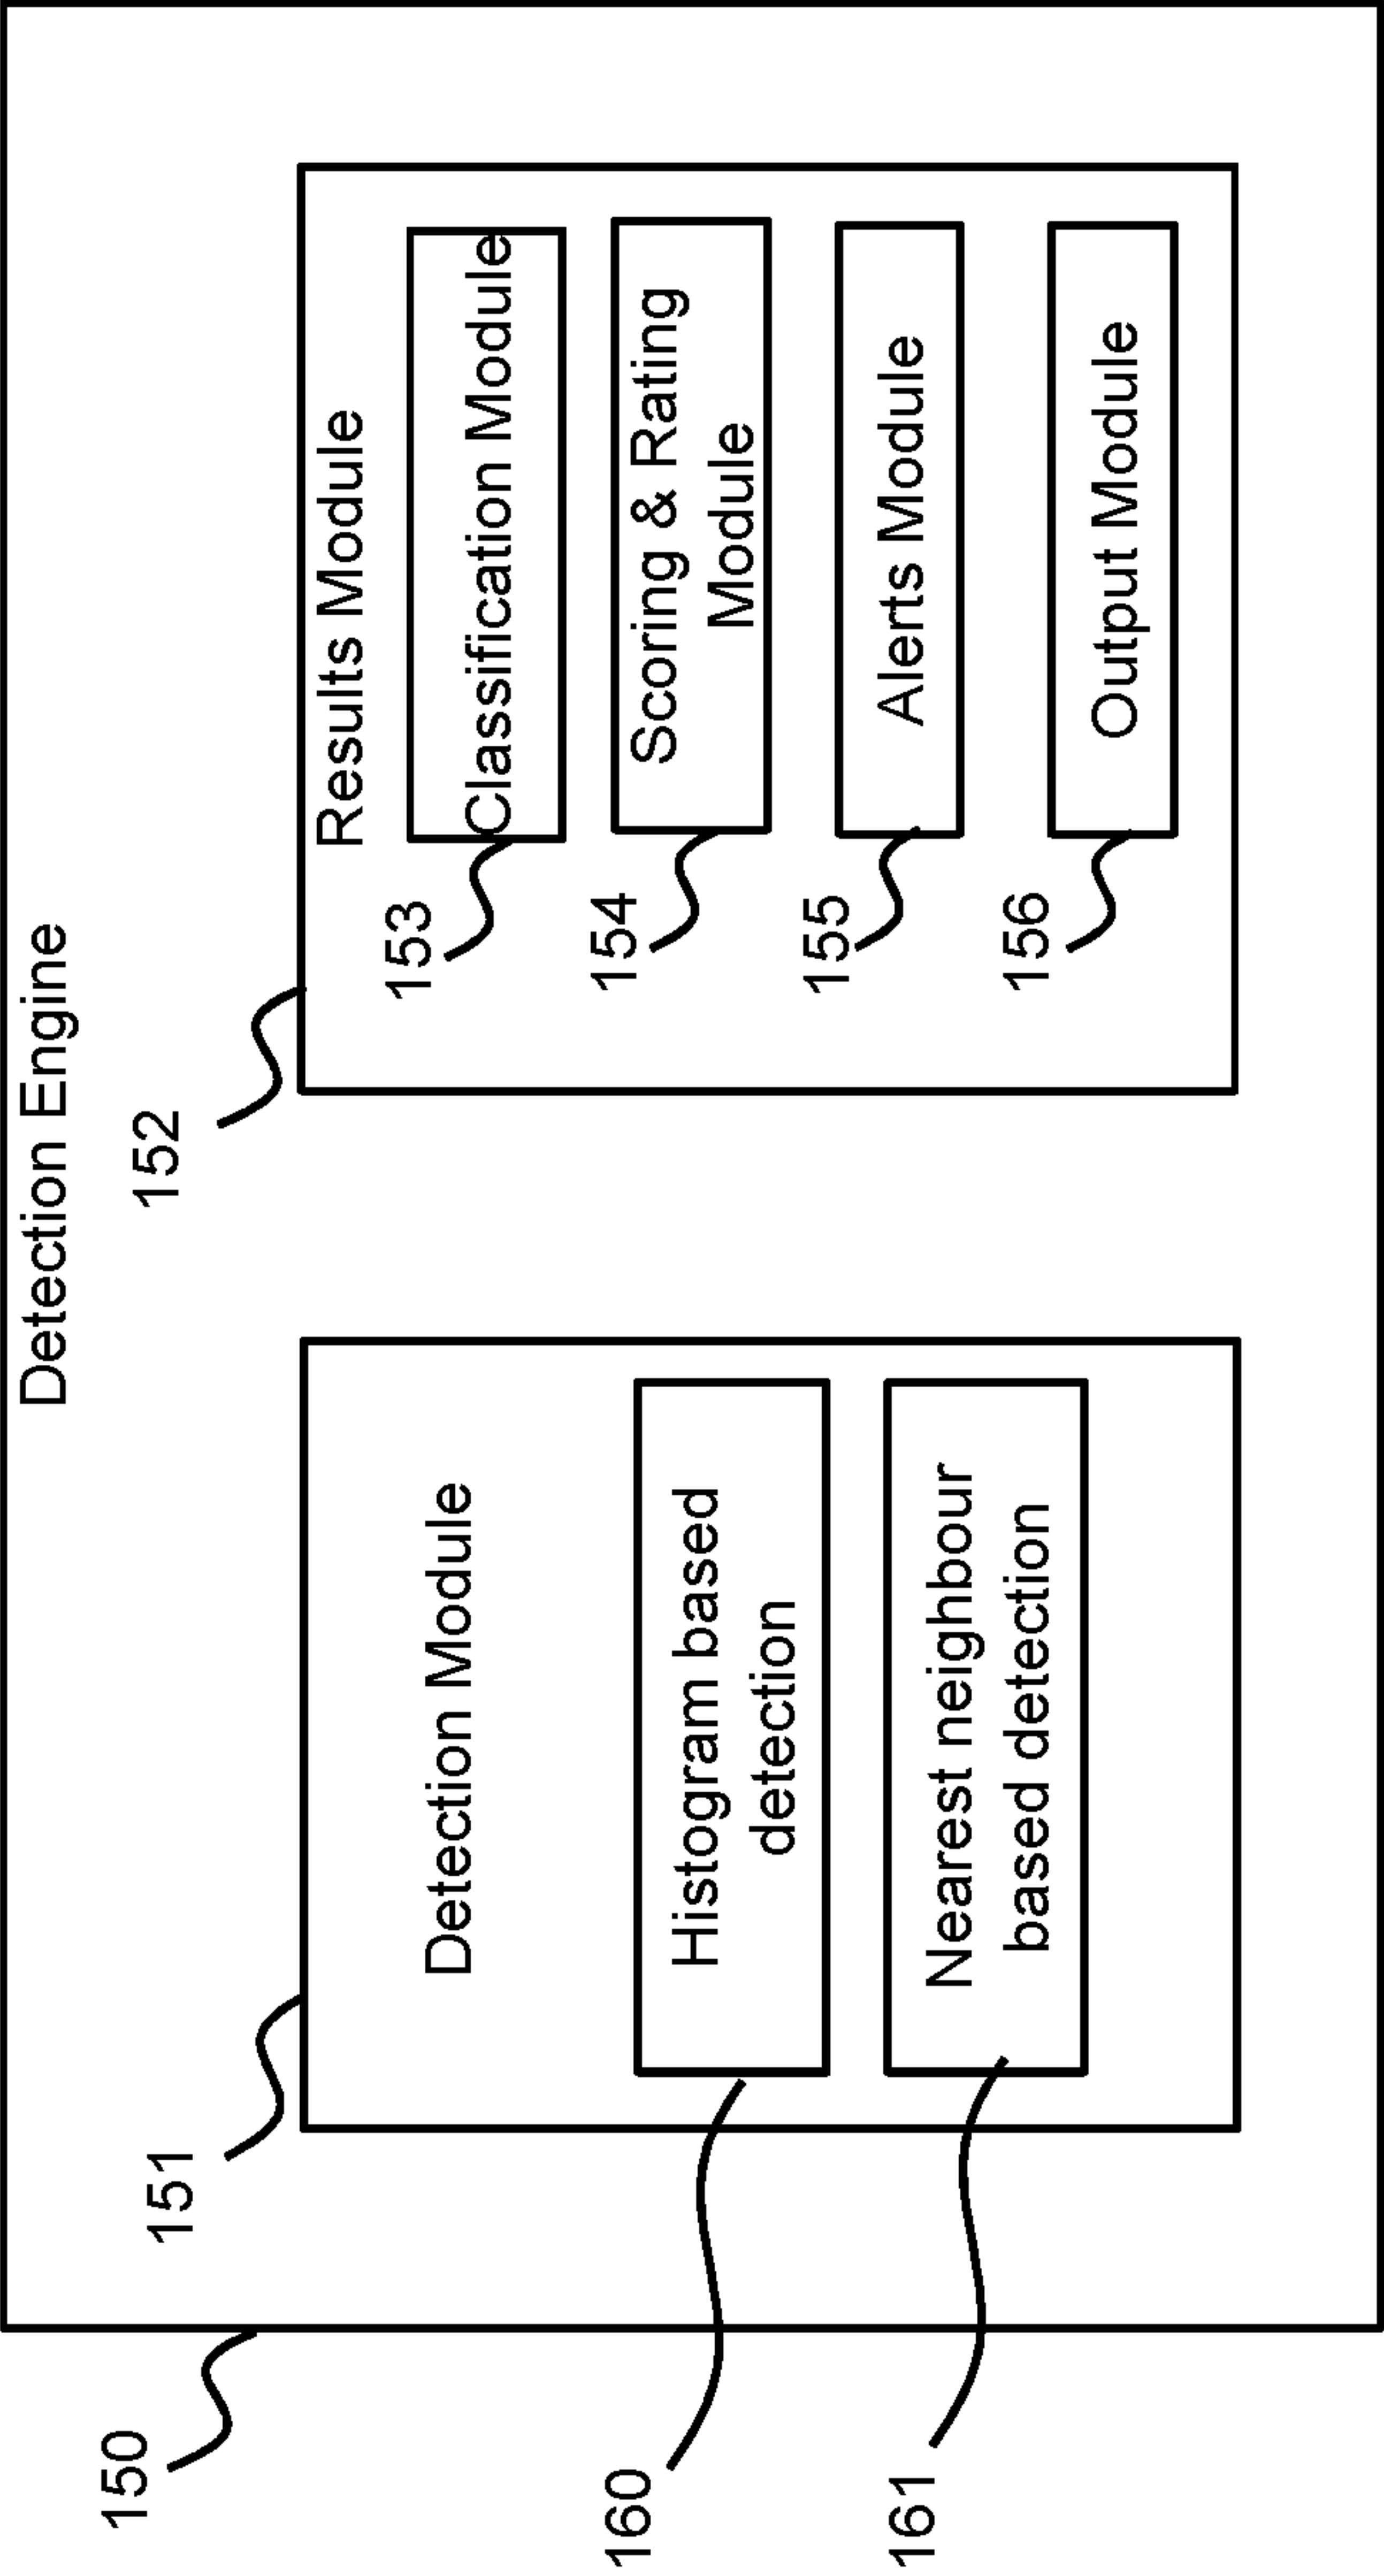 Detection Engine
150
151
Detection Module
160
Histogram based
detection
161
Nearest neighbour
based detection
152
Results Module
153
Classification Module
154
Scoring & Rating
Module
155
Alerts Module
156
Output Module